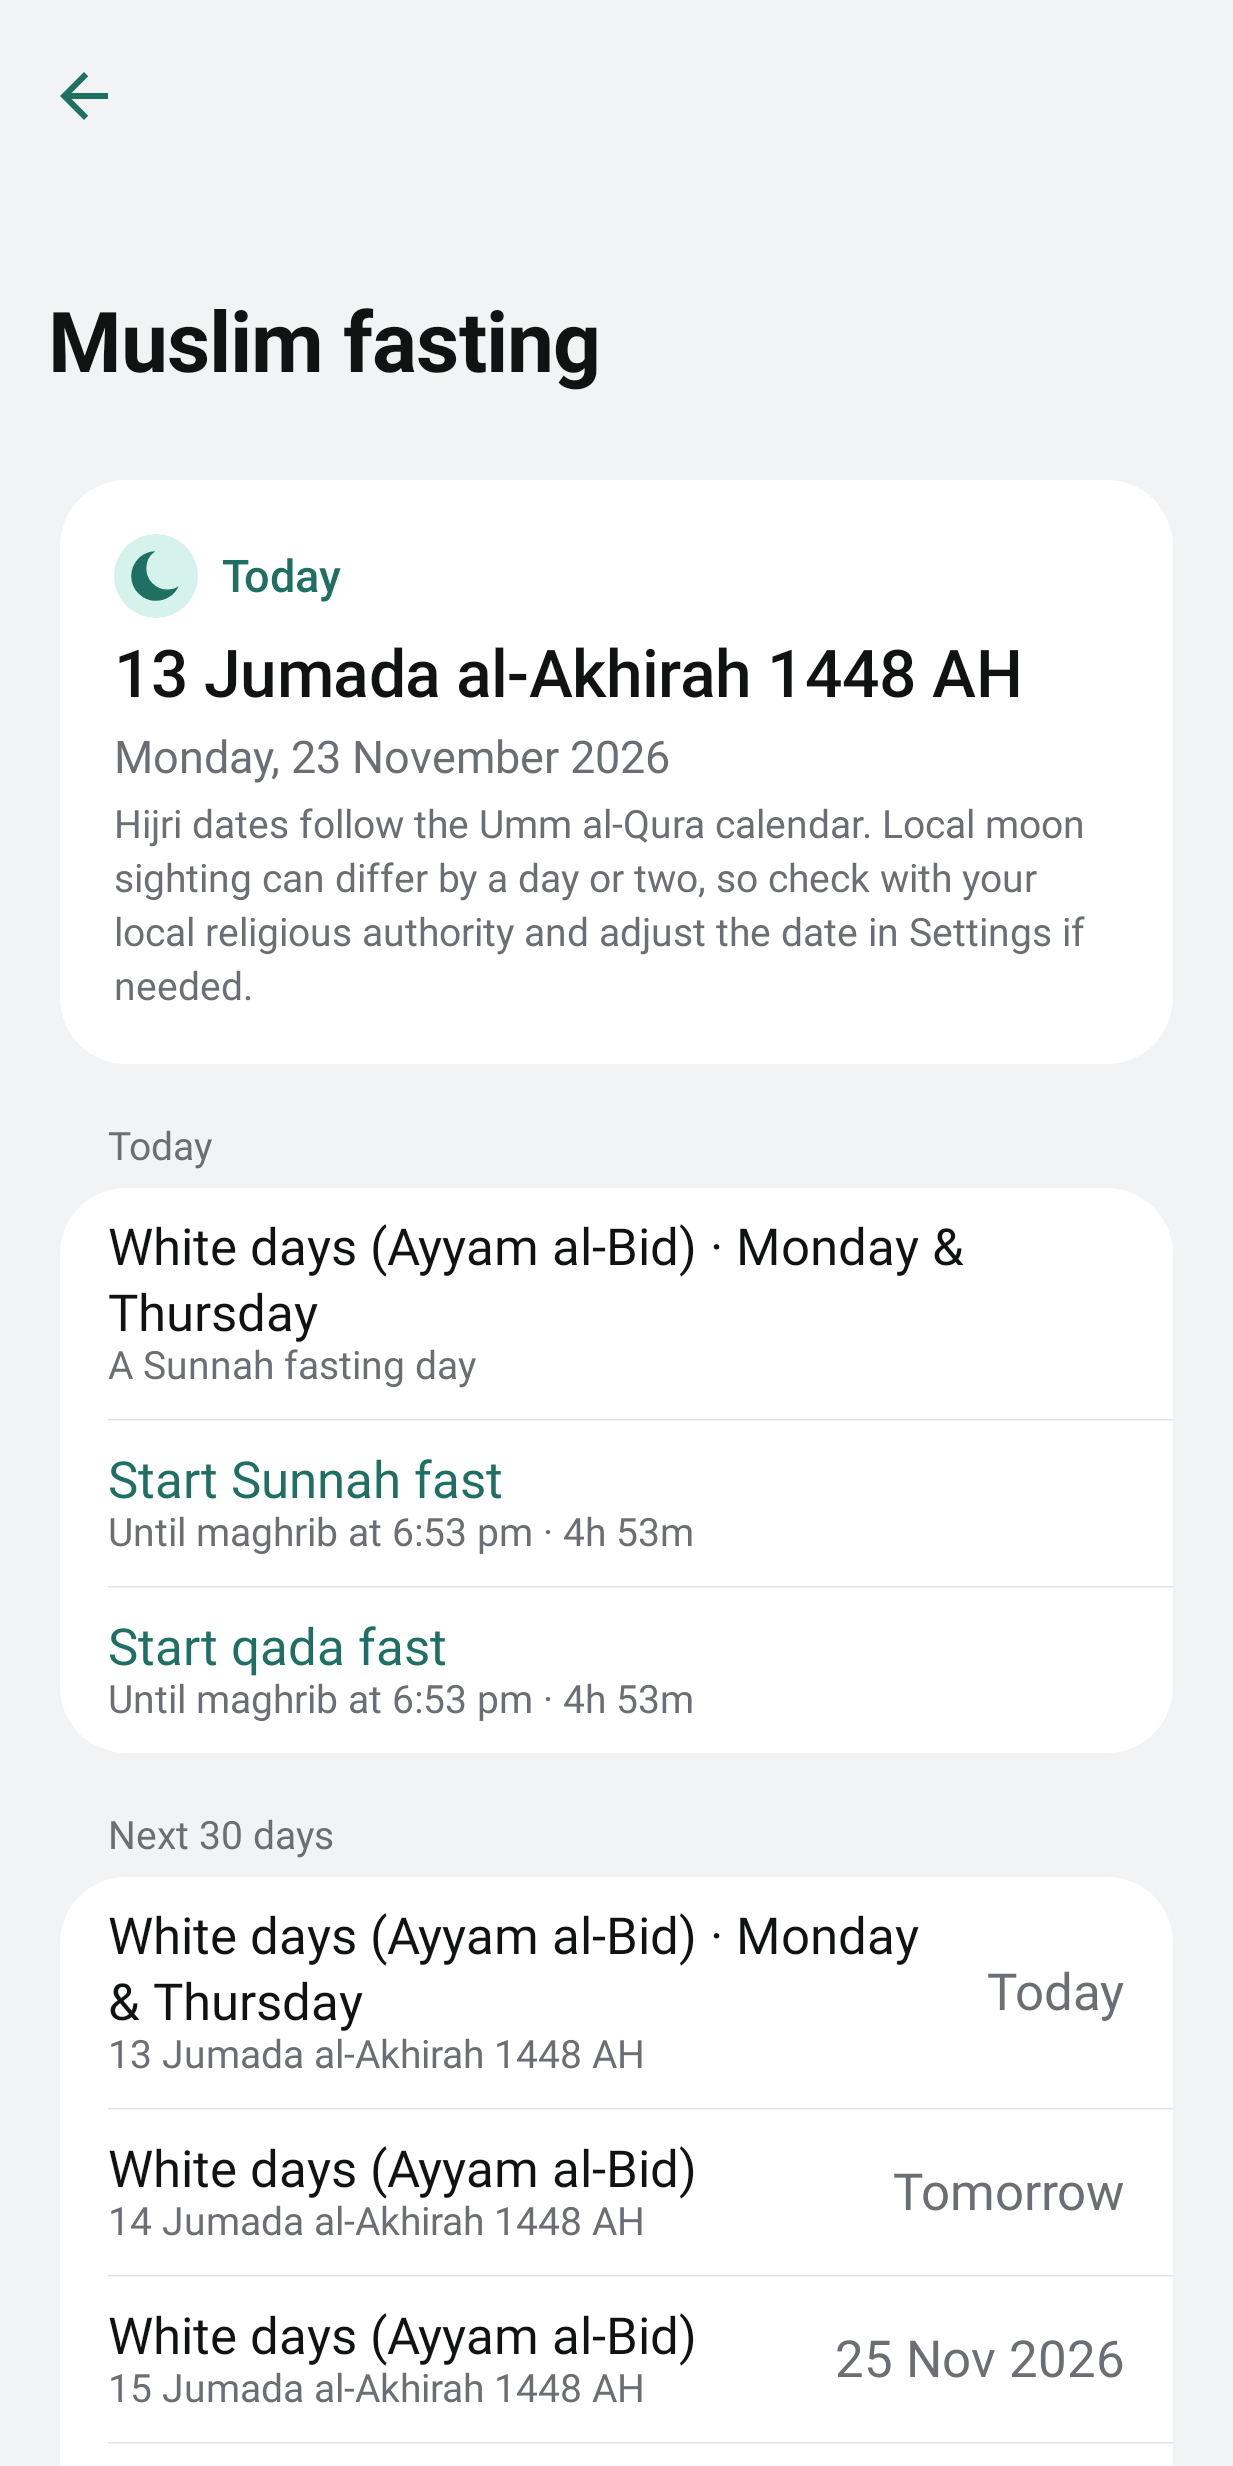 Muslim fasting
Today
13 Jumada al-Akhirah 1448 AH
Monday, 23 November 2026
Hijri dates follow the Umm al-Qura calendar. Local moon
sighting can differ by a day or two, so check with your
local religious authority and adjust the date in Settings if
needed.
Today
White days (Ayyam al-Bid) · Monday &
Thursday
A Sunnah fasting day
Start Sunnah fast
Until maghrib at 6:53 pm · 4h 53m
Start qada fast
Until maghrib at 6:53 pm · 4h 53m
Next 30 days
White days (Ayyam al-Bid) · Monday
& Thursday
Today
13 Jumada al-Akhirah 1448 AH
White days (Ayyam al-Bid)
Tomorrow
14 Jumada al-Akhirah 1448 AH
White days (Ayyam al-Bid)
25 Nov 2026
15 Jumada al-Akhirah 1448 AH